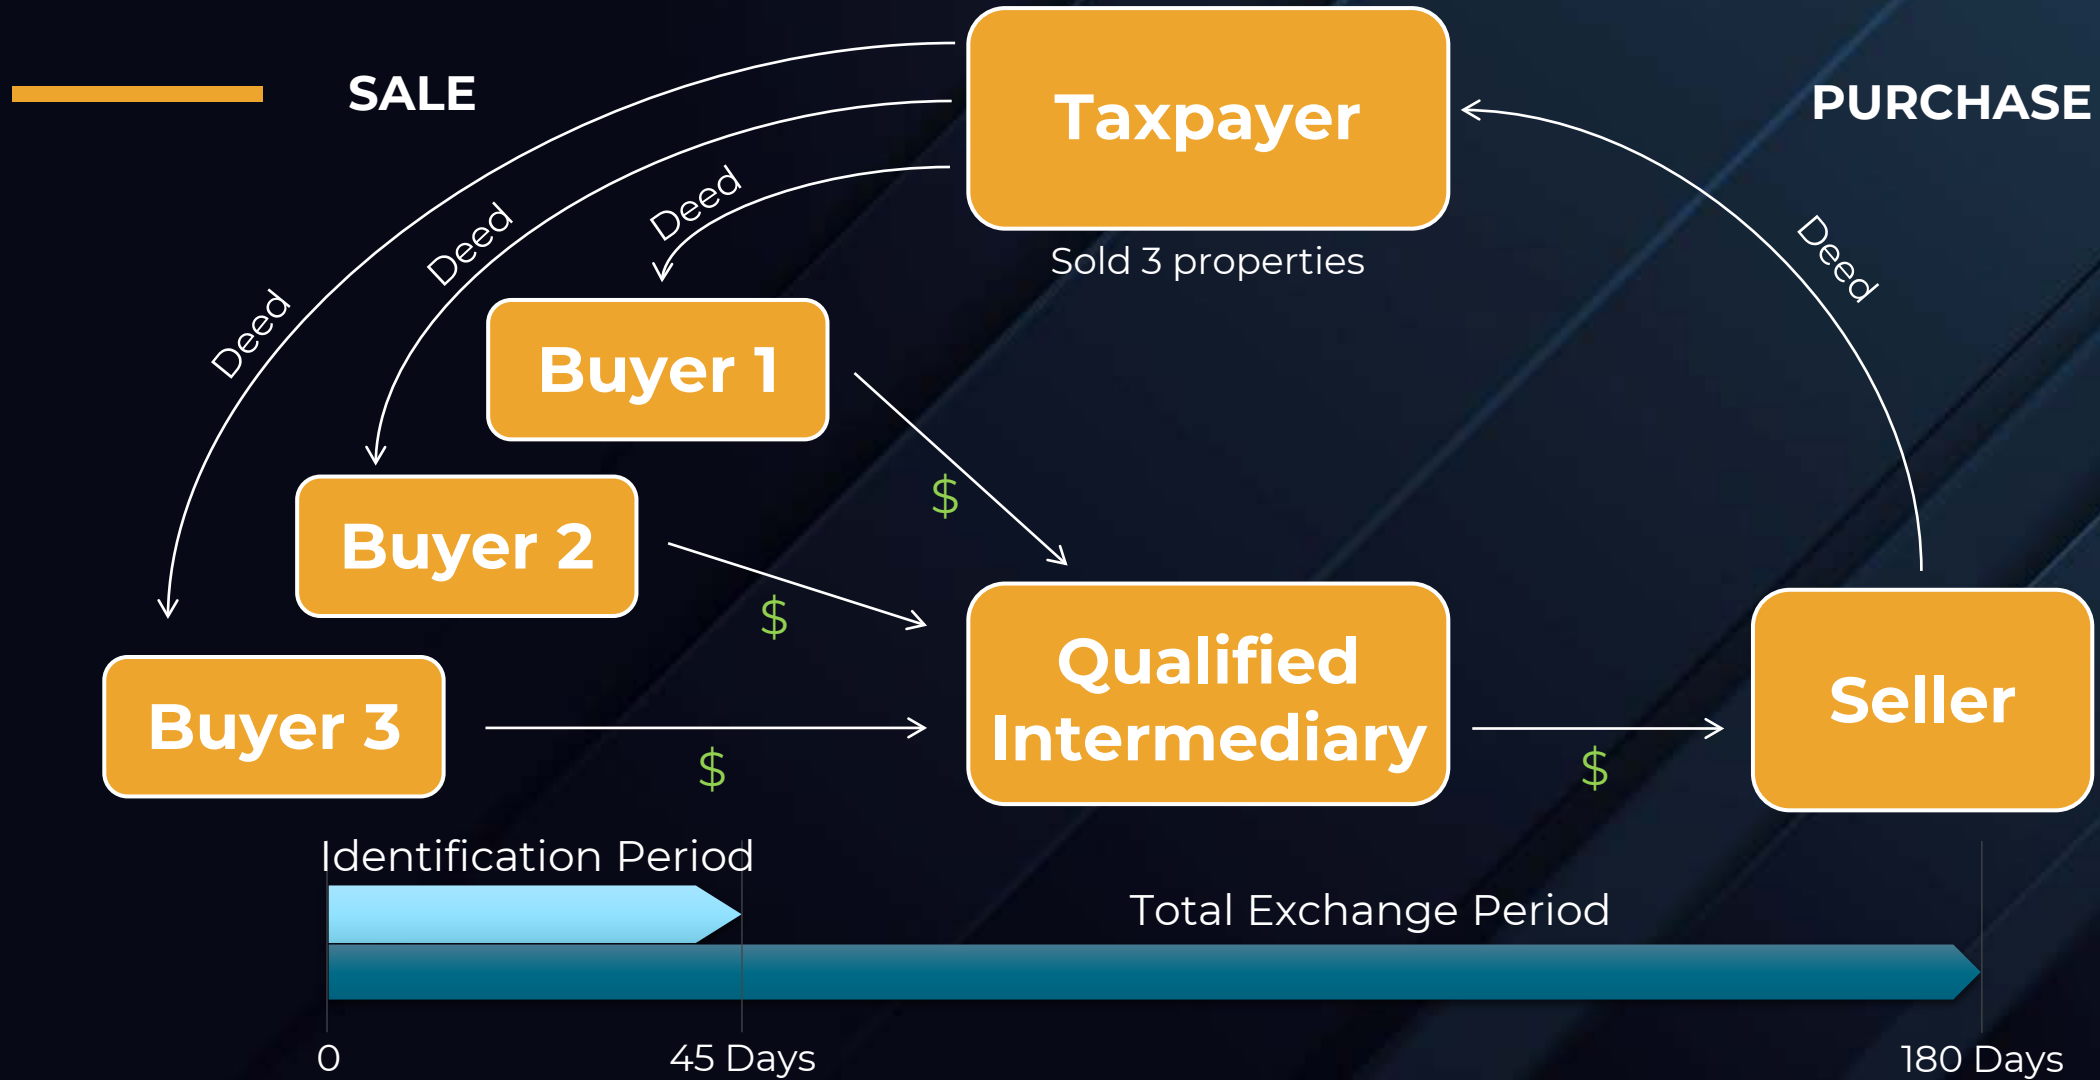 SALE
Taxpayer
PURCHASE
Deed
Deed
Deed
Deed
Sold 3 properties
Buyer 1
$
Buyer 2
$
Qualified
Intermediary
Seller
Buyer 3
$
$
Identification Period
Total Exchange Period
0
45 Days
180 Days